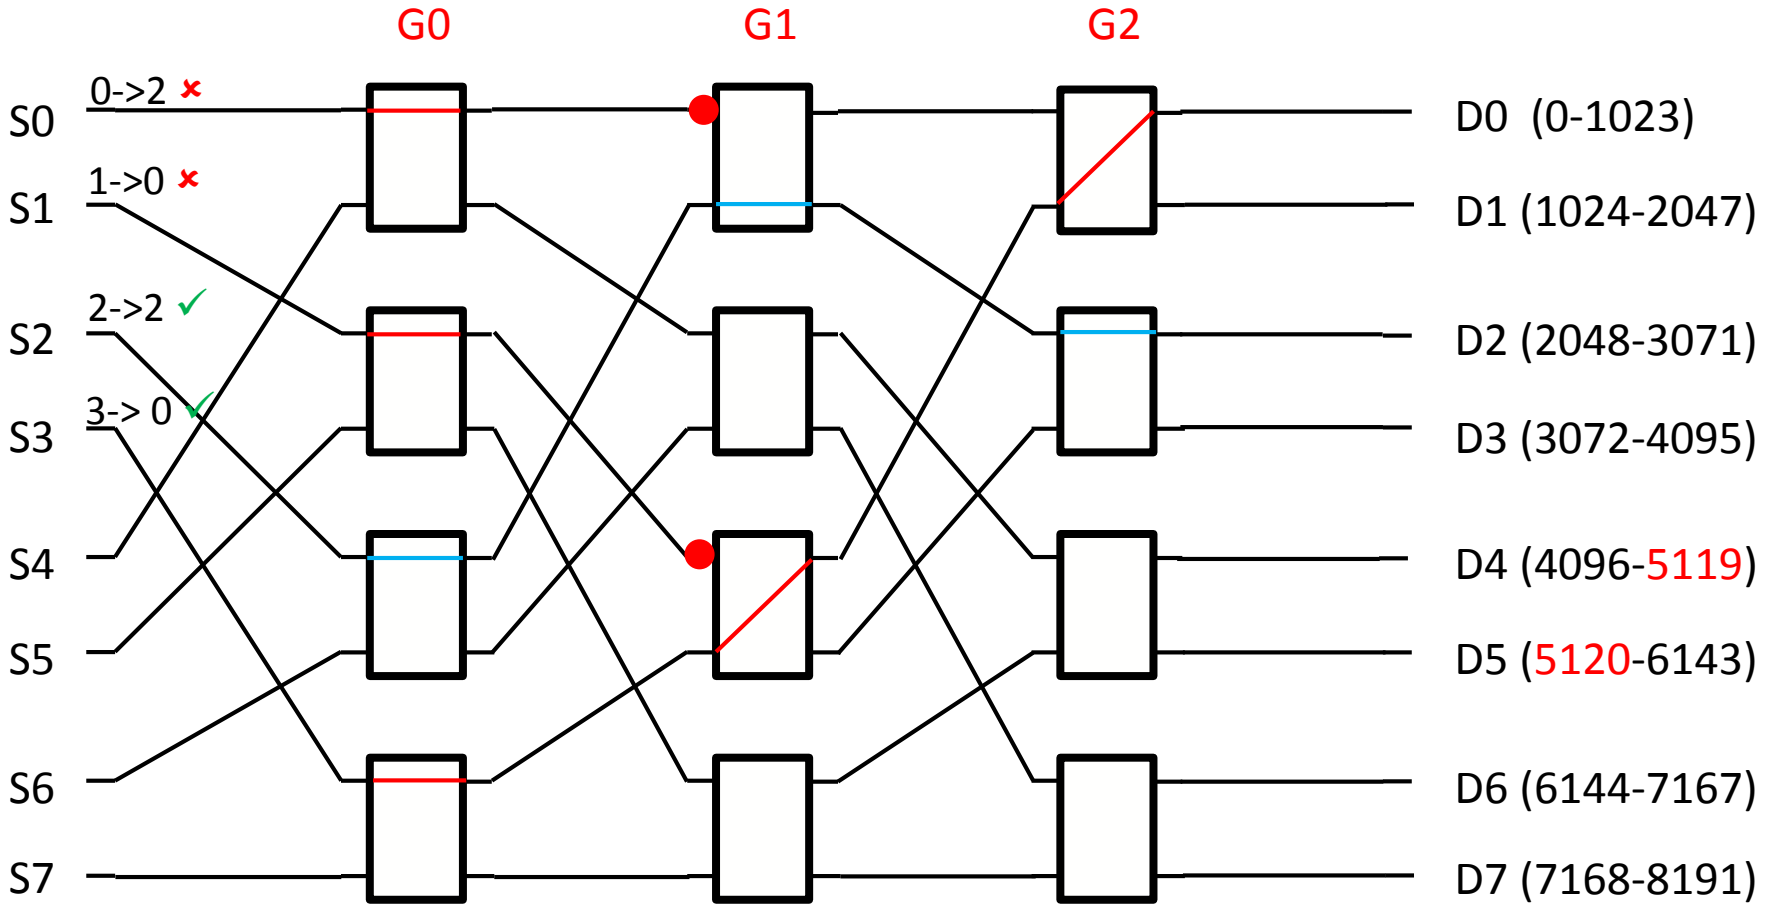 G0 G1 G2
0->2 ✘
S0
D0 (0-1023)
1->0 ✘
S1
D1 (1024-2047)
2->2 ✓
S2
D2 (2048-3071)
3-> 0 ✓
S3
D3 (3072-4095)
S4
D4 (4096-5119)
S5
D5 (5120-6143)
S6
D6 (6144-7167)
S7
D7 (7168-8191)